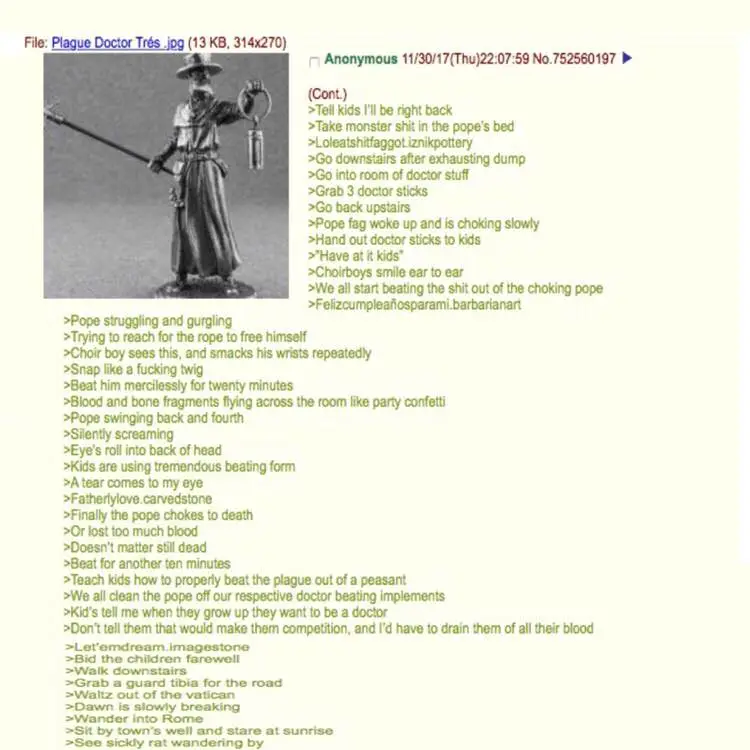 File: Plague Doctor Trés .jpg (13 KB, 314x270)
Anonymous 11/30/17(Thu)22:07:59 No.752560197
(Cont.)
>Tell kids I'll be right back
>Take monster shit in the pope's bed
>Loleatshitfaggot.iznikpottery
>Go downstairs after exhausting dump
>Go into room of doctor stuff
>Grab 3 doctor sticks
>Go back upstairs
>Pope fag woke up and is choking slowly
>Hand out doctor sticks to kids
>"Have at it kids"
>Choirboys smile ear to ear
>We all start beating the shit out of the choking pope
>Felizcumpleañosparami.barbarianart
>Pope struggling and gurgling
>Trying to reach for the rope to free himself
>Choir boy sees this, and smacks his wrists repeatedly
>Snap like a fucking twig
>Beat him mercilessly for twenty minutes
>Blood and bone fragments flying across the room like party confetti
>Pope swinging back and fourth
>Silently screaming
>Eye's roll into back of head
>Kids are using tremendous beating form
>A tear comes to my eye
>Fatherlylove.carvedstone
>Finally the pope chokes to death
>Or lost too much blood
>Doesn't matter still dead
>Beat for another ten minutes
>Teach kids how to properly beat the plague out of a peasant
>We all clean the pope off our respective doctor beating implements
>Kid's tell me when they grow up they want to be a doctor
>Don't tell them that would make them competition, and I'd have to drain them of all their blood
>Let'emdream.imagestone
>Bid the children farewell
>Walk downstairs
>Grab a guard tibia for the road
>Waltz out of the vatican
>Dawn is slowly breaking
>Wander into Rome
>Sit by town's well and stare at sunrise
>See sickly rat wandering by